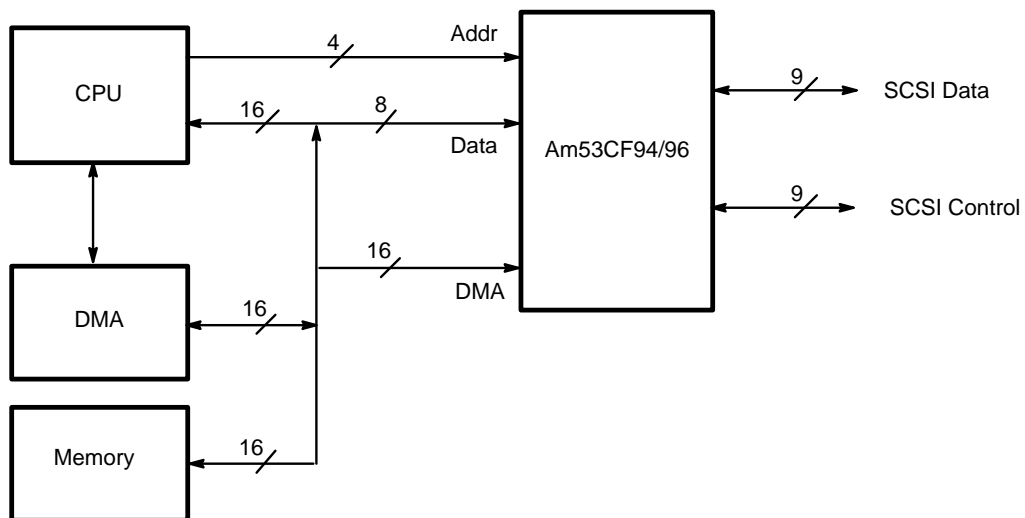 4
Addr
CPU
16
8
Data
Am53CF94/96
9
SCSI Data
9
SCSI Control
16
DMA
DMA
16
Memory
16